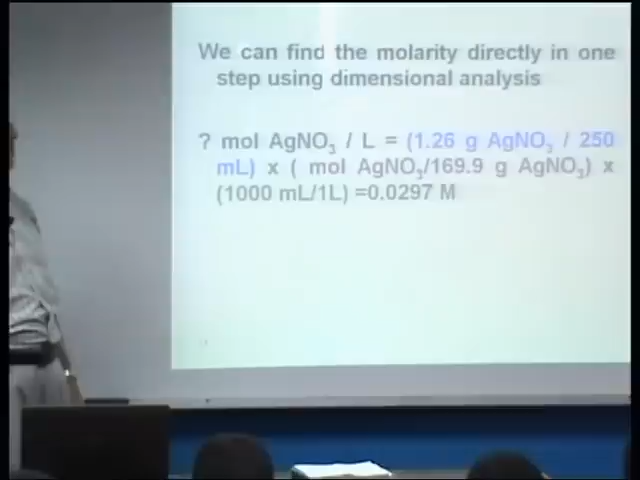 We can find the molarity directly in one
step using dimensional analysis
? mol AgNO₃ / L = (1.26 g AgNO₃ / 250
mL) x ( mol AgNO₃/169.9 g AgNO₃) x
(1000 mL/1L) =0.0297 M